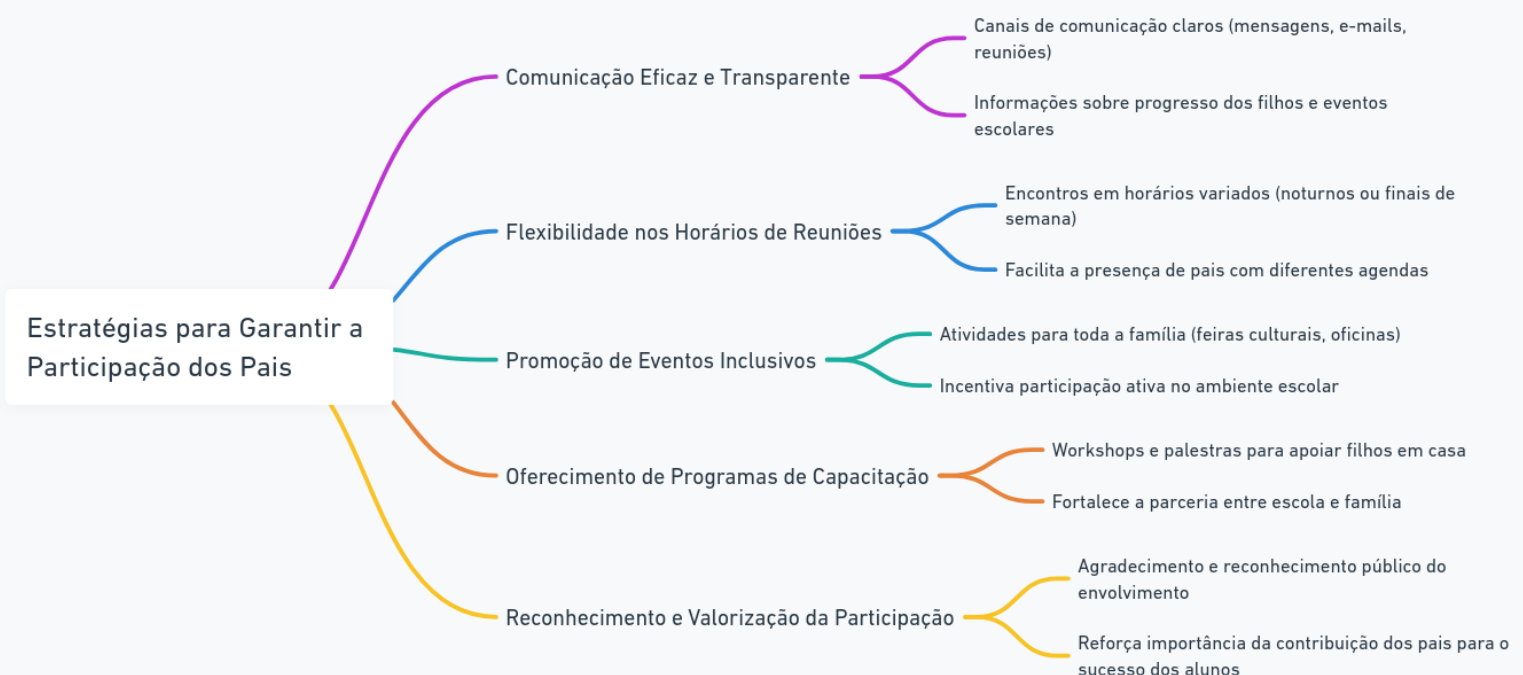 Estratégias para Garantir a
Participação dos Pais
Comunicação Eficaz e Transparente
Canais de comunicação claros (mensagens, e-mails,
reuniões)
Informações sobre progresso dos filhos e eventos
escolares
Flexibilidade nos Horários de Reuniões
Encontros em horários variados (noturnos ou finais de
semana)
Facilita a presença de pais com diferentes agendas
Promoção de Eventos Inclusivos
Atividades para toda a família (feiras culturais, oficinas)
Incentiva participação ativa no ambiente escolar
Oferecimento de Programas de Capacitação
Workshops e palestras para apoiar filhos em casa
Fortalece a parceria entre escola e família
Reconhecimento e Valorização da Participação
Agradecimento e reconhecimento público do
envolvimento
Reforça importância da contribuição dos pais para o
sucesso dos alunos